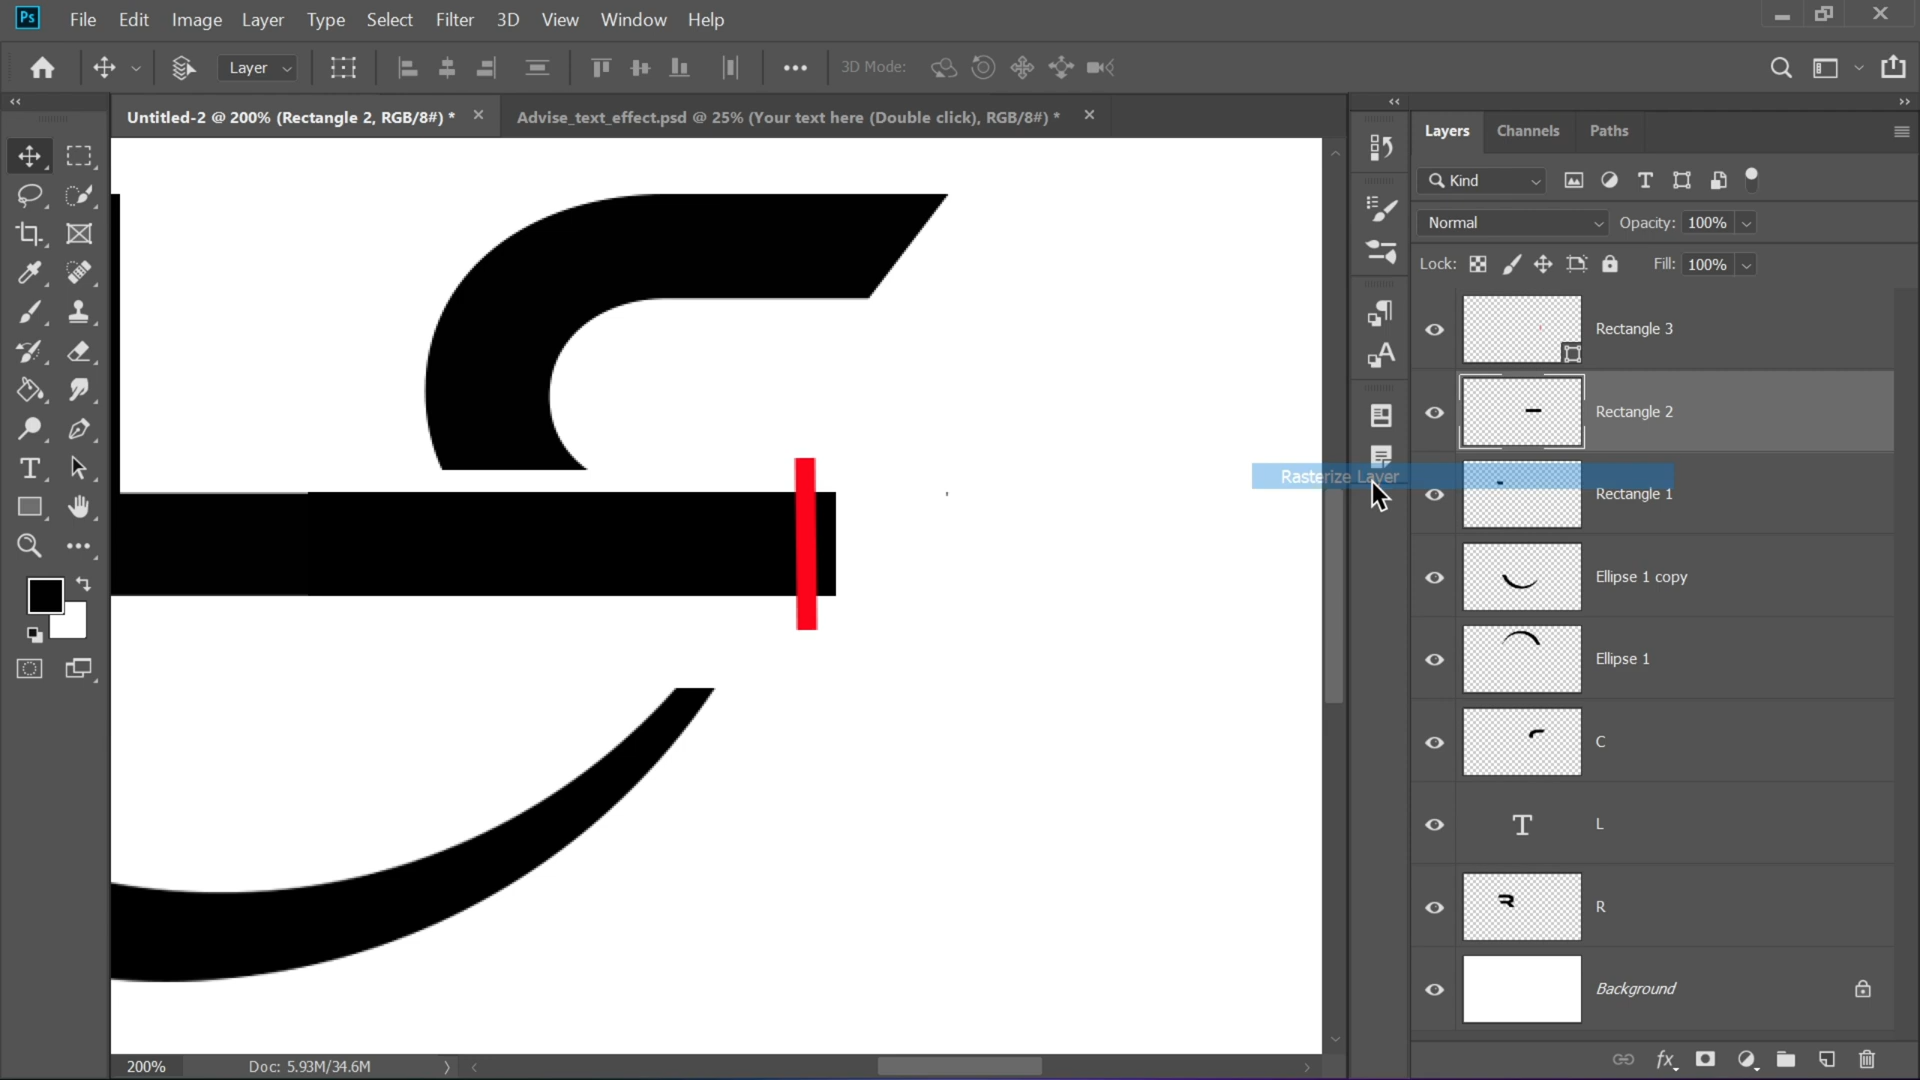 Ps File Edit Image Layer Select Type Filter 3D View Window Help
Layer 3D Mode:
Untitled-2 @ 200% (Rectangle 2, RGB/8#) * Advise_text_effect.psd @ 25% (Your text here (Double click), RGB/8#) *
Layers Channels Paths
Kind
Normal Opacity: 100%
Lock: Fill: 100%
Rectangle 3
Rectangle 2
Rasterize Layer
Rectangle 1
Ellipse 1 copy
Ellipse 1
C
L
R
Background
200% Doc: 5.93M/34.6M